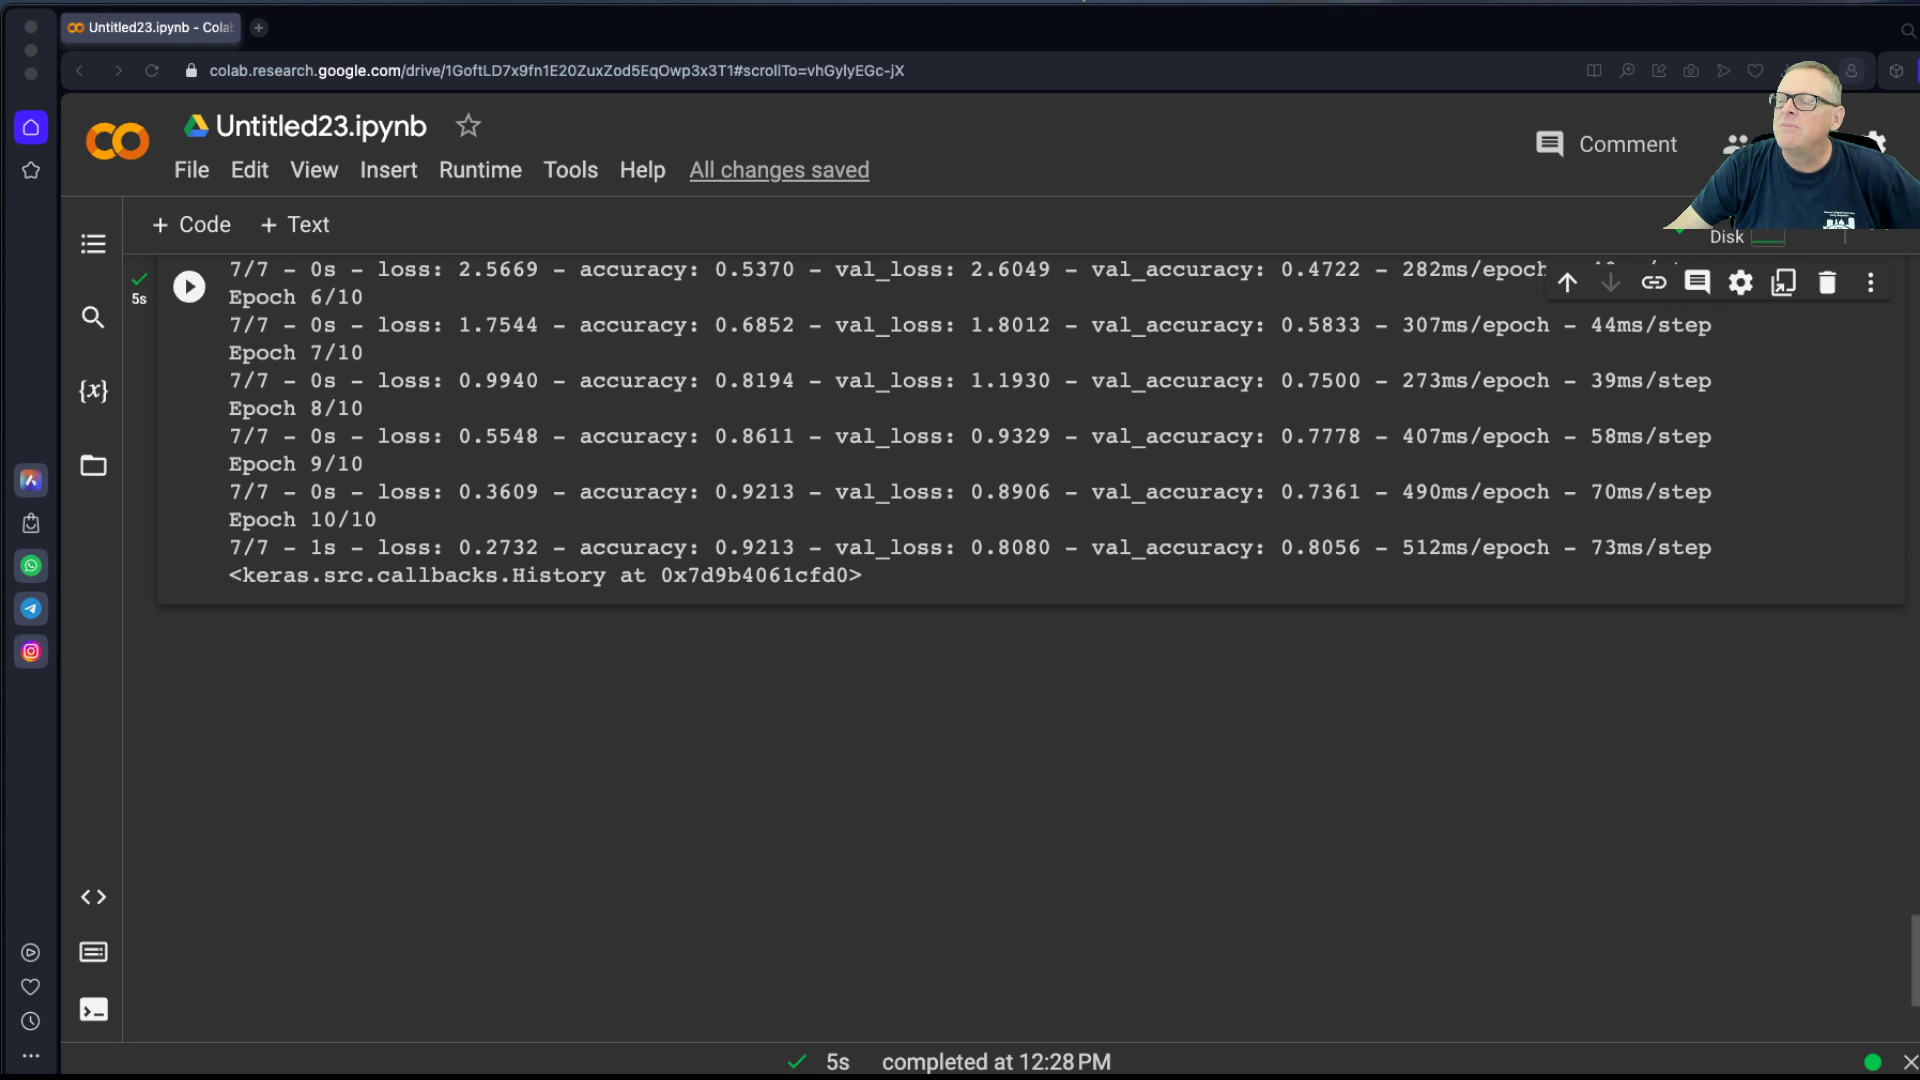 Untitled23.ipynb - Cola
colab.research.google.com/drive/1GoftLD7x9fn1E20ZuxZod5EqOwp3x3T1#scrollTo=vhGylyEGc-jX
Untitled23.ipynb
Comment
File Edit View Insert Runtime Tools Help All changes saved
+ Code + Text
Disk
5s
7/7 - 0s - loss: 2.5669 - accuracy: 0.5370 - val_loss: 2.6049 - val_accuracy: 0.4722 - 282ms/epoch
Epoch 6/10
7/7 - 0s - loss: 1.7544 - accuracy: 0.6852 - val_loss: 1.8012 - val_accuracy: 0.5833 - 307ms/epoch - 44ms/step
Epoch 7/10
7/7 - 0s - loss: 0.9940 - accuracy: 0.8194 - val_loss: 1.1930 - val_accuracy: 0.7500 - 273ms/epoch - 39ms/step
Epoch 8/10
7/7 - 0s - loss: 0.5548 - accuracy: 0.8611 - val_loss: 0.9329 - val_accuracy: 0.7778 - 407ms/epoch - 58ms/step
Epoch 9/10
7/7 - 0s - loss: 0.3609 - accuracy: 0.9213 - val_loss: 0.8906 - val_accuracy: 0.7361 - 490ms/epoch - 70ms/step
Epoch 10/10
7/7 - 1s - loss: 0.2732 - accuracy: 0.9213 - val_loss: 0.8080 - val_accuracy: 0.8056 - 512ms/epoch - 73ms/step
<keras.src.callbacks.History at 0x7d9b4061cfd0>
{x}
5s completed at 12:28 PM